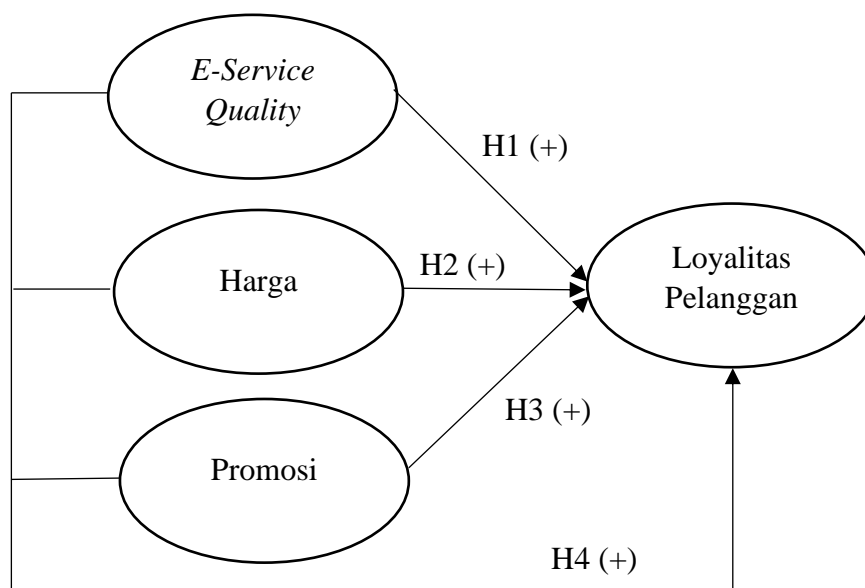 E-Service
Quality
H1 (+)
Harga
H2 (+)
Loyalitas
Pelanggan
H3 (+)
Promosi
H4 (+)